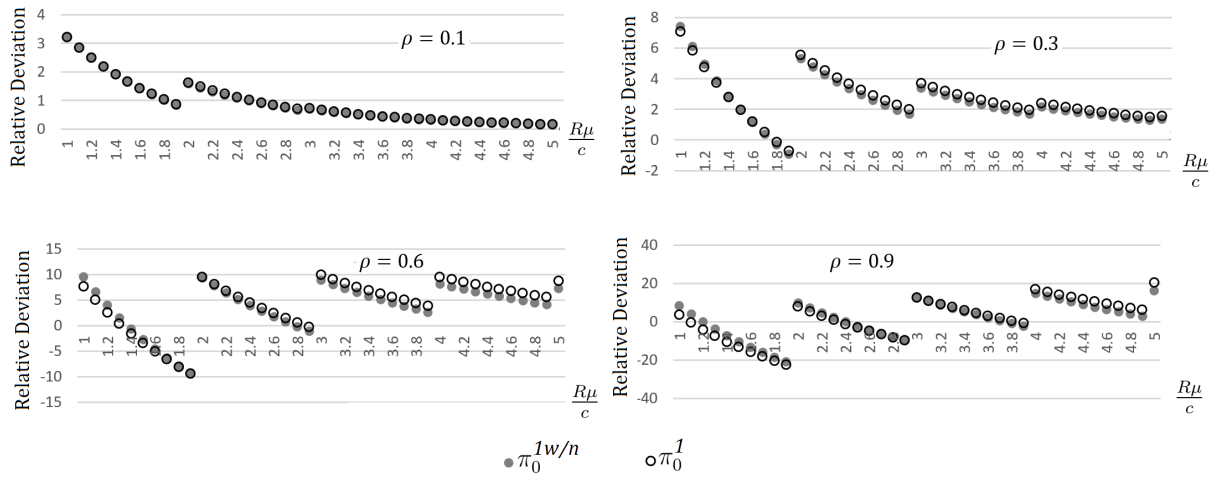 Relative Deviation
4
3
2
1
0
ρ = 0.1
1 1.2 1.4 1.6 1.8 2 2.2 2.4 2.6 2.8 3 3.2 3.4 3.6 3.8 4 4.2 4.4 4.6 4.8 5
Rμ
c
Relative Deviation
8
6
4
2
0
-2
ρ = 0.3
1 1.2 1.4 1.6 1.8 2 2.2 2.4 2.6 2.8 3 3.2 3.4 3.6 3.8 4 4.2 4.4 4.6 4.8 5
Rμ
c
Relative Deviation
15
10
5
0
-5
-10
-15
ρ = 0.6
1 1.2 1.4 1.6 1.8 2 2.2 2.4 2.6 2.8 3 3.2 3.4 3.6 3.8 4 4.2 4.4 4.6 4.8 5
Rμ
c
Relative Deviation
40
20
0
-20
-40
ρ = 0.9
1 1.2 1.4 1.6 1.8 2 2.2 2.4 2.6 2.8 3 3.2 3.4 3.6 3.8 4 4.2 4.4 4.6 4.8 5
Rμ
c
π₀^{1w/n} π₀^{1}